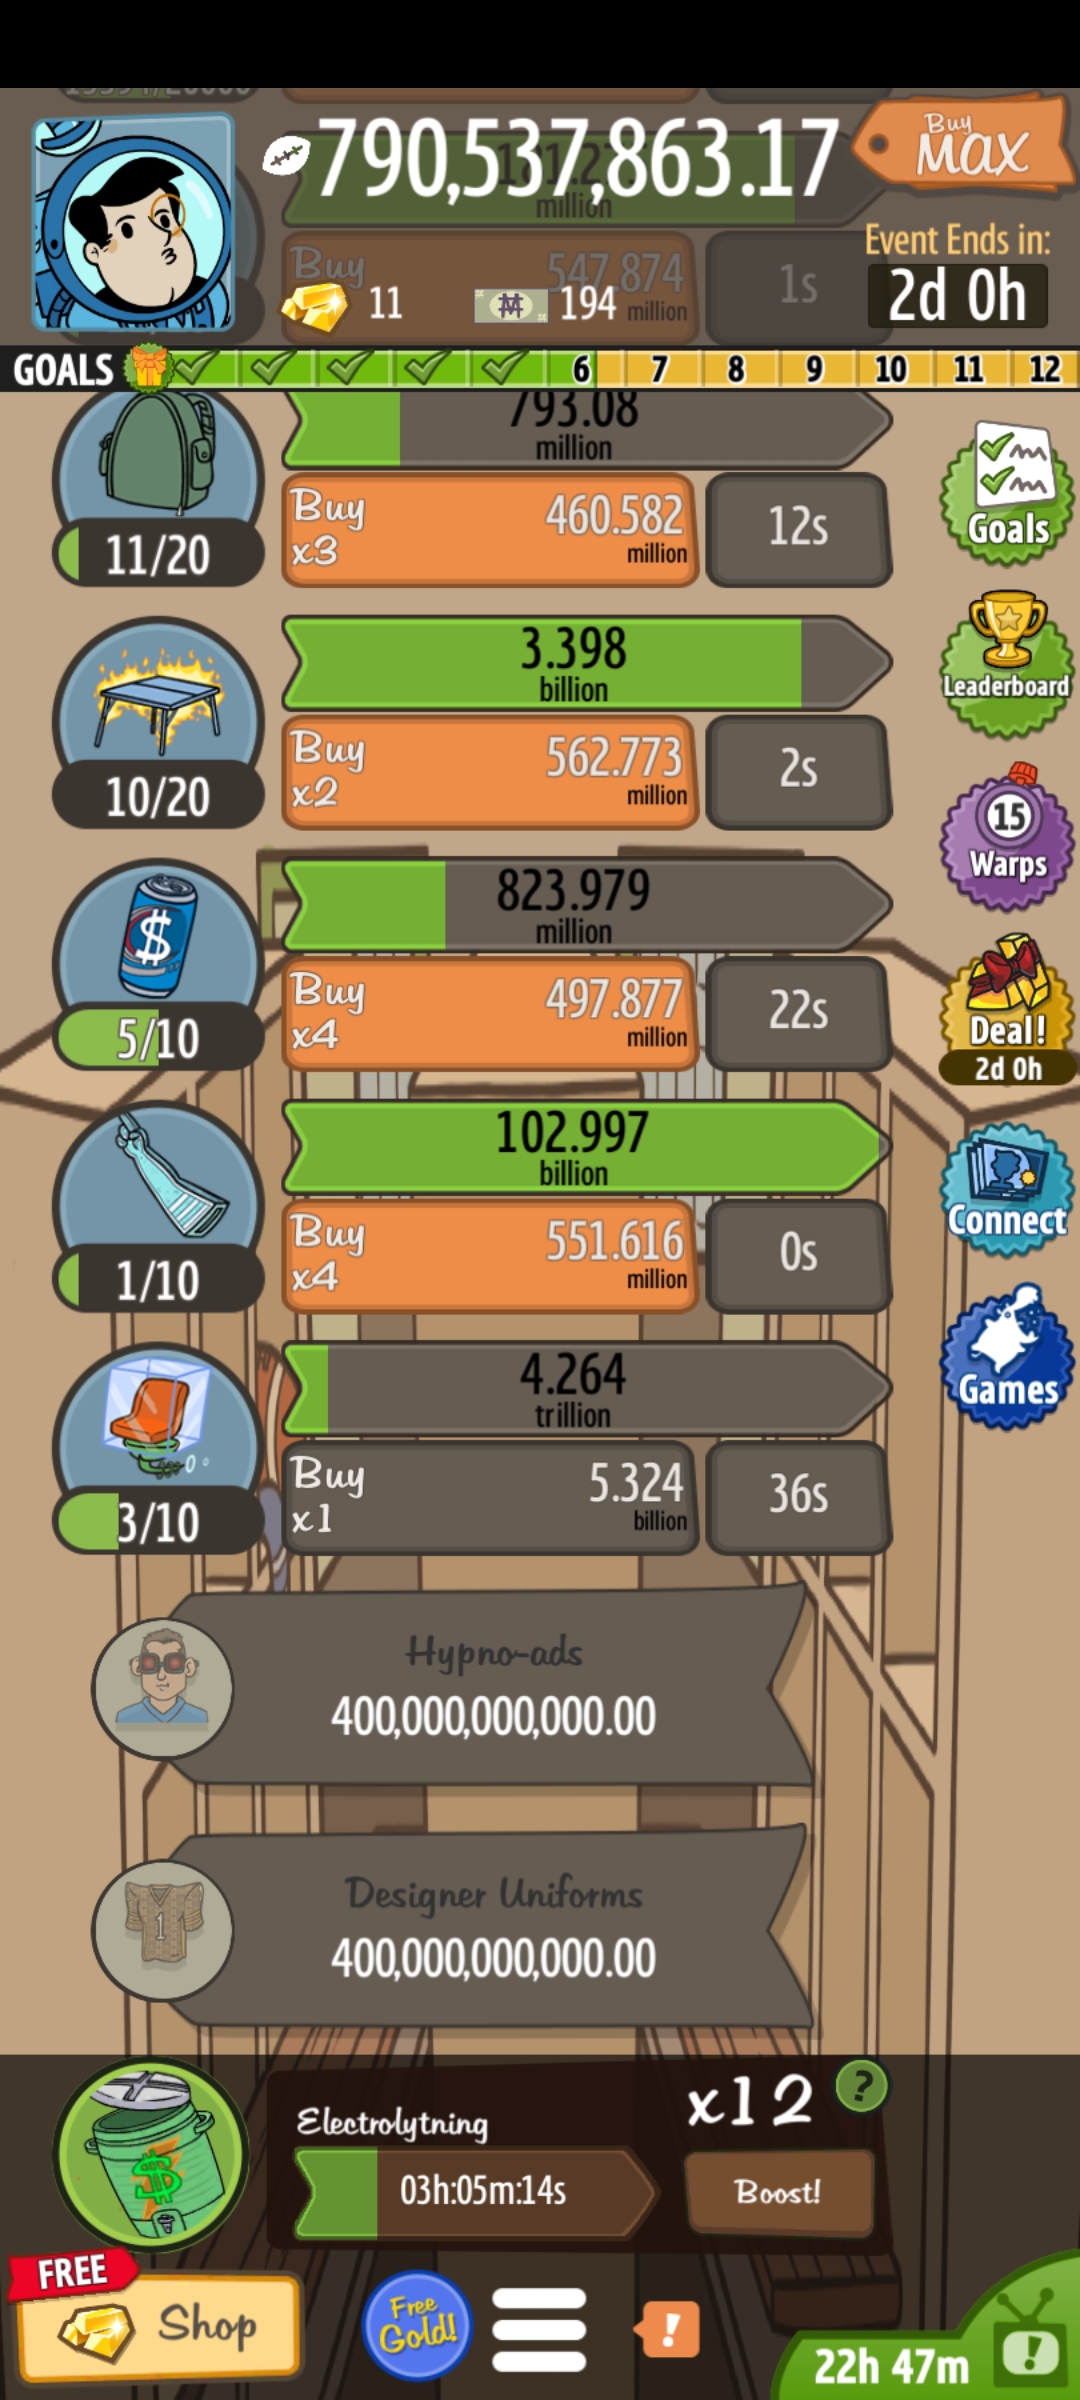 790,537,863.17
Buy
MAX
million
Event Ends in:
2d 0h
Buy
547.874
million
1s
11
194
GOALS
6
7
8
9
10
11
12
793.08
million
Buy
x3
460.582
million
12s
11/20
Goals
3.398
billion
Buy
x2
562.773
million
2s
10/20
Leaderboard
15
Warps
823.979
million
Buy
x4
497.877
million
22s
5/10
Deal!
2d 0h
102.997
billion
Buy
x4
551.616
million
0s
1/10
Connect
4.264
trillion
Buy
x1
5.324
billion
36s
3/10
Games
Hypno-ads
400,000,000,000.00
Designer Uniforms
1
400,000,000,000.00
Electrolytning
x12
?
03h:05m:14s
Boost!
FREE
Shop
Free
Gold!
!
22h 47m
!